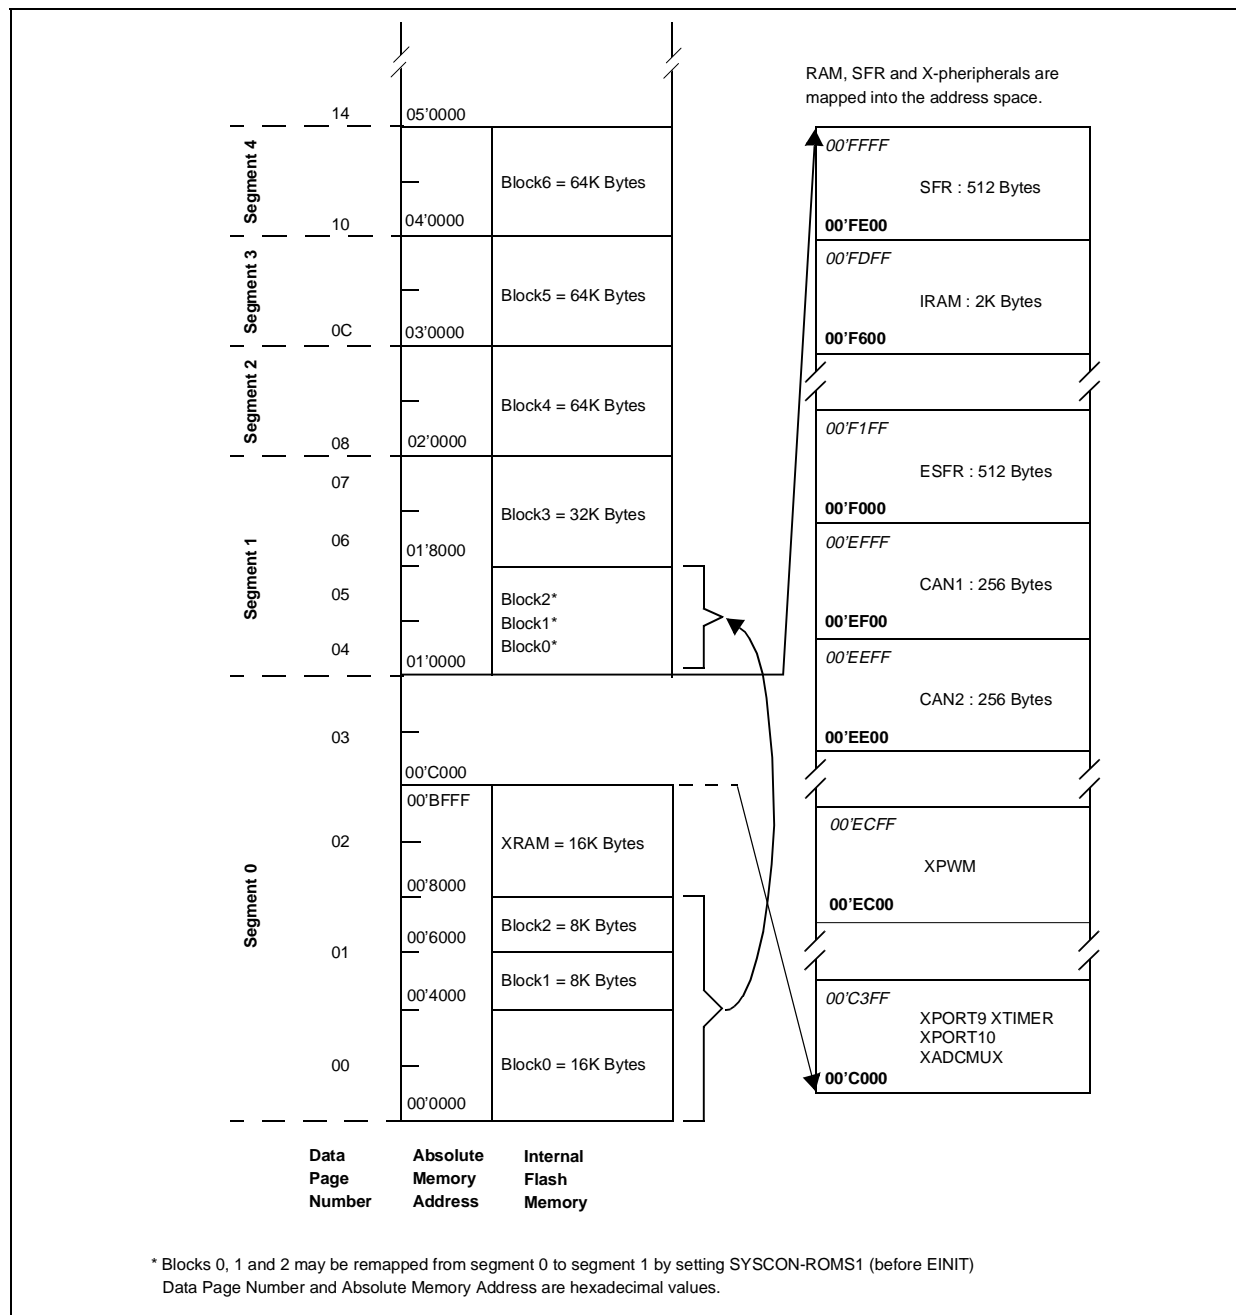 RAM, SFR and X-pheripherals are
mapped into the address space.
14 05'0000
Segment 4
Block6 = 64K Bytes
10 04'0000
Segment 3
Block5 = 64K Bytes
0C 03'0000
Segment 2
Block4 = 64K Bytes
08 02'0000
Segment 1
07
Block3 = 32K Bytes
06
01'8000
05
Block2*
Block1*
Block0*
04
01'0000
Segment 0
03
00'C000
00'BFFF
02
XRAM = 16K Bytes
00'8000
Block2 = 8K Bytes
00'6000
01
Block1 = 8K Bytes
00'4000
00
Block0 = 16K Bytes
00'0000
00'FFFF
SFR : 512 Bytes
00'FE00
00'FDFF
IRAM : 2K Bytes
00'F600
00'F1FF
ESFR : 512 Bytes
00'F000
00'EFFF
CAN1 : 256 Bytes
00'EF00
00'EEFF
CAN2 : 256 Bytes
00'EE00
00'ECFF
XPWM
00'EC00
00'C3FF
XPORT9 XTIMER
XPORT10
XADCMUX
00'C000
Data Page Number
Absolute Memory Address
Internal Flash Memory
* Blocks 0, 1 and 2 may be remapped from segment 0 to segment 1 by setting SYSCON-ROMS1 (before EINIT)
Data Page Number and Absolute Memory Address are hexadecimal values.